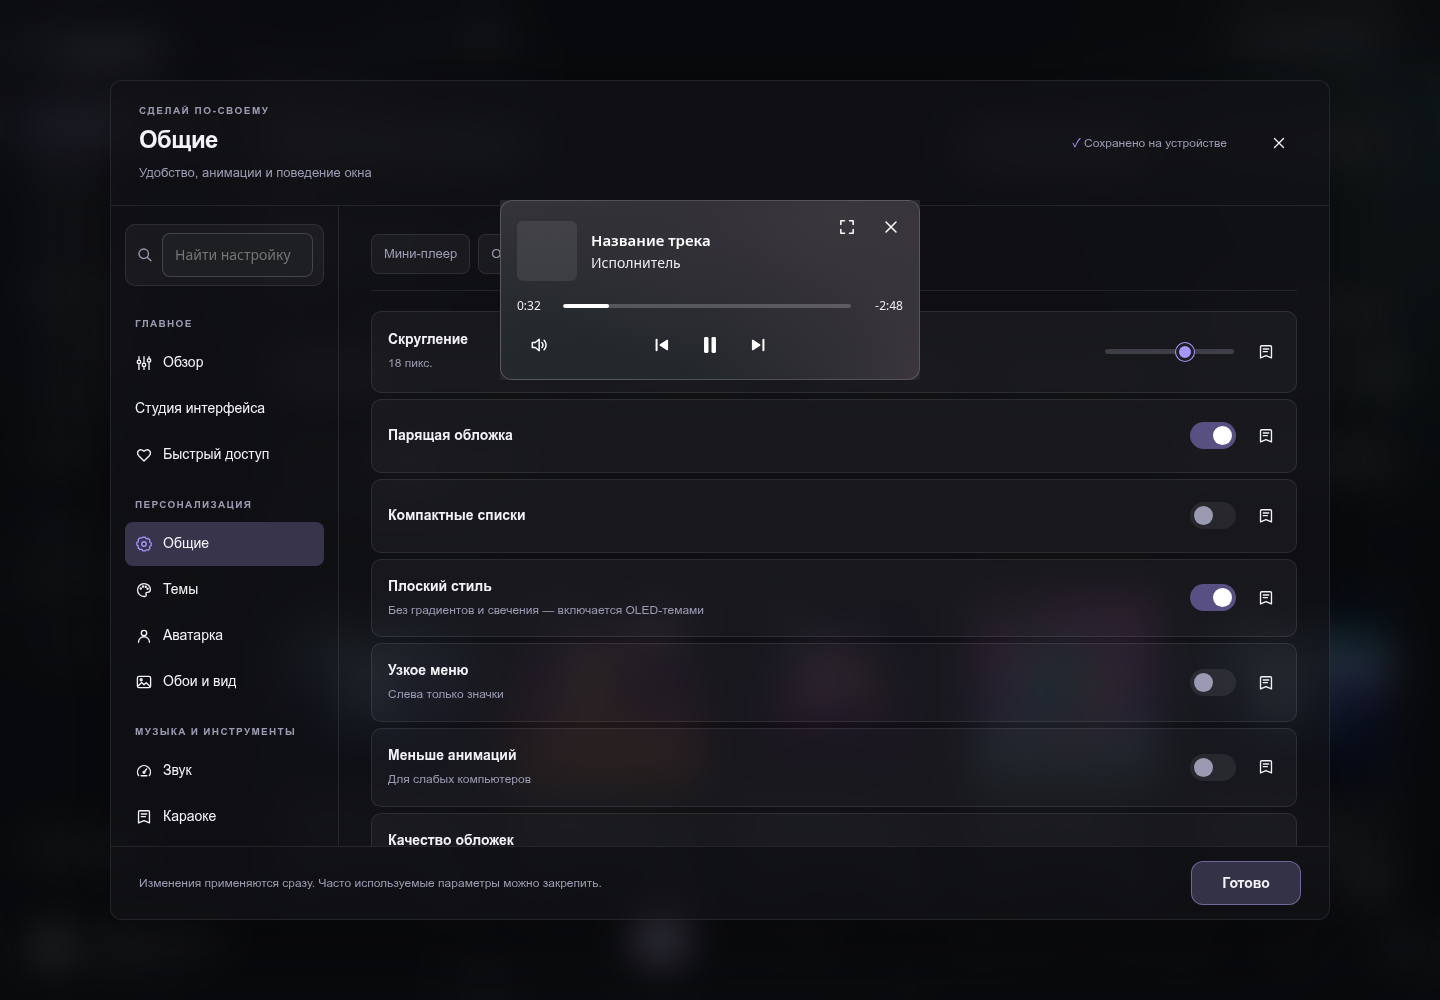 СДЕЛАЙ ПО-СВОЕМУ
Общие
Удобство, анимации и поведение окна
✓ Сохранено на устройстве
Найти настройку
ГЛАВНОЕ
Обзор
Студия интерфейса
Быстрый доступ
ПЕРСОНАЛИЗАЦИЯ
Общие
Темы
Аватарка
Обои и вид
МУЗЫКА И ИНСТРУМЕНТЫ
Звук
Караоке
Мини-плеер
Название трека
Исполнитель
0:32
-2:48
Скругление
18 пикс.
Парящая обложка
Компактные списки
Плоский стиль
Без градиентов и свечения — включается OLED-темами
Узкое меню
Слева только значки
Меньше анимаций
Для слабых компьютеров
Качество обложек
Изменения применяются сразу. Часто используемые параметры можно закрепить.
Готово